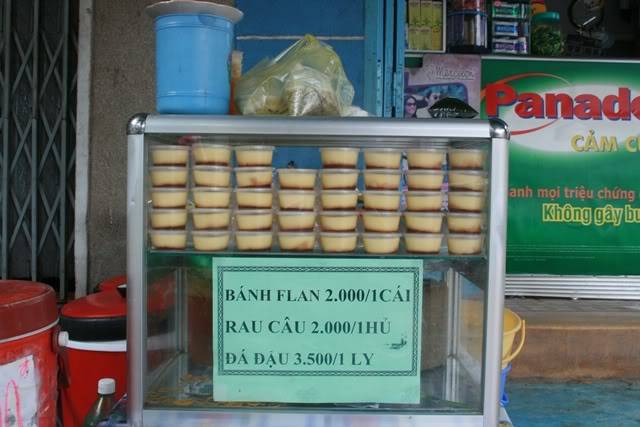 Panado
CẢM C
anh mọi triệu chứng
Không gây bu
BÁNH FLAN 2.000/1CÁI
RAU CÂU 2.000/1HỦ
ĐÁ ĐẬU 3.500/1 LY